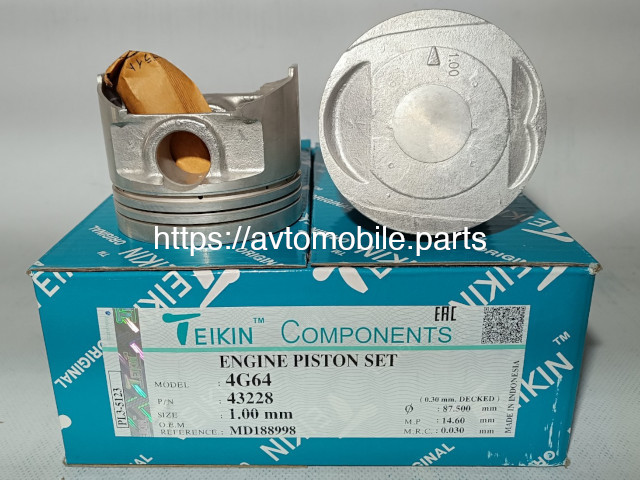 1.00
https://avtomobile.parts
TEIKIN™ COMPONENTS
EAC
ENGINE PISTON SET
MODEL : 4G64
P/N : 43228
SIZE : 1.00 mm
O.E.M. REFERENCE. : MD188998
(0.30 mm, DECKED)
Ø : 87.500 mm
M.P : 14.60 mm
M.R.C. : 0.030 mm
MADE IN INDONESIA
PL3-5123
TEIKIN
ORIGINAL
TEIKIN
ORIGINAL